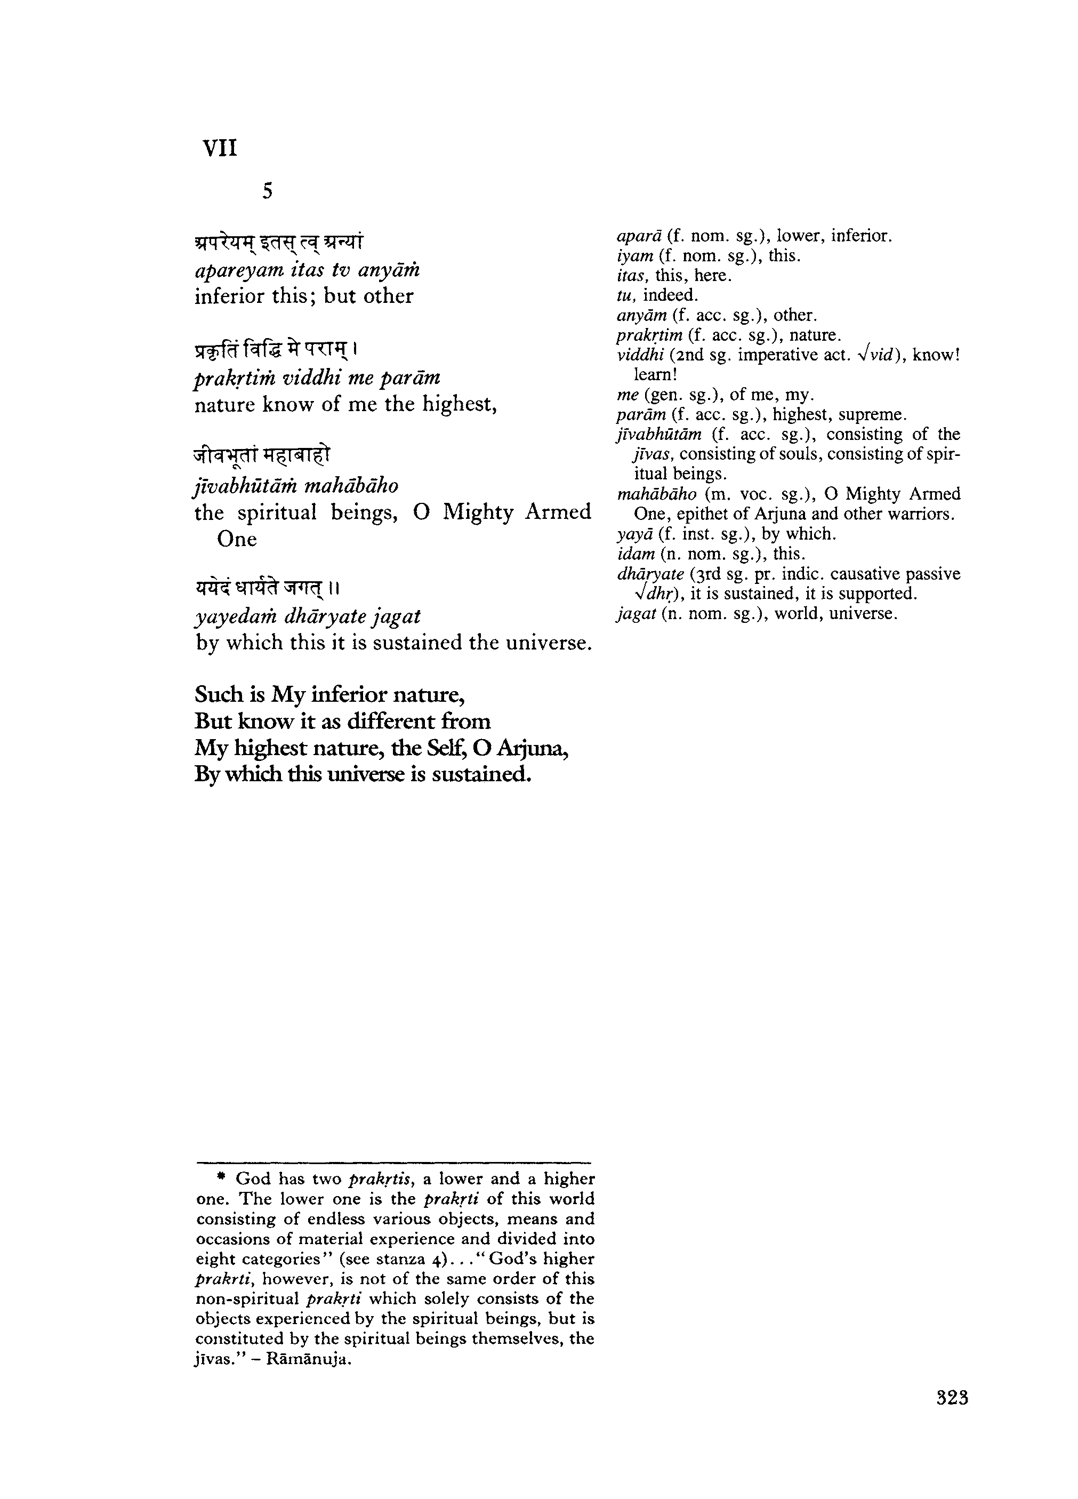 VII
5
अपरेयम् इतस् त्व् अन्यां
apareyam itas tv anyāṁ
inferior this; but other
प्रकृतिं विद्धि मे पराम् ।
prakṛtiṁ viddhi me parām
nature know of me the highest,
जीवभूतां महाबाहो
jīvabhūtāṁ mahābāho
the spiritual beings, O Mighty Armed
One
ययेदं धार्यते जगत् ॥
yayedaṁ dhāryate jagat
by which this it is sustained the universe.
Such is My inferior nature,
But know it as different from
My highest nature, the Self, O Arjuna,
By which this universe is sustained.
aparā (f. nom. sg.), lower, inferior.
iyam (f. nom. sg.), this.
itas, this, here.
tu, indeed.
anyām (f. acc. sg.), other.
prakṛtim (f. acc. sg.), nature.
viddhi (2nd sg. imperative act. √vid), know!
learn!
me (gen. sg.), of me, my.
parām (f. acc. sg.), highest, supreme.
jīvabhūtām (f. acc. sg.), consisting of the
jīvas, consisting of souls, consisting of spir-
itual beings.
mahābāho (m. voc. sg.), O Mighty Armed
One, epithet of Arjuna and other warriors.
yayā (f. inst. sg.), by which.
idam (n. nom. sg.), this.
dhāryate (3rd sg. pr. indic. causative passive
√dhṛ), it is sustained, it is supported.
jagat (n. nom. sg.), world, universe.
* God has two prakṛtis, a lower and a higher
one. The lower one is the prakṛti of this world
consisting of endless various objects, means and
occasions of material experience and divided into
eight categories” (see stanza 4)...“God’s higher
prakrti, however, is not of the same order of this
non-spiritual prakṛti which solely consists of the
objects experienced by the spiritual beings, but is
constituted by the spiritual beings themselves, the
jīvas.” – Rāmānuja.
323